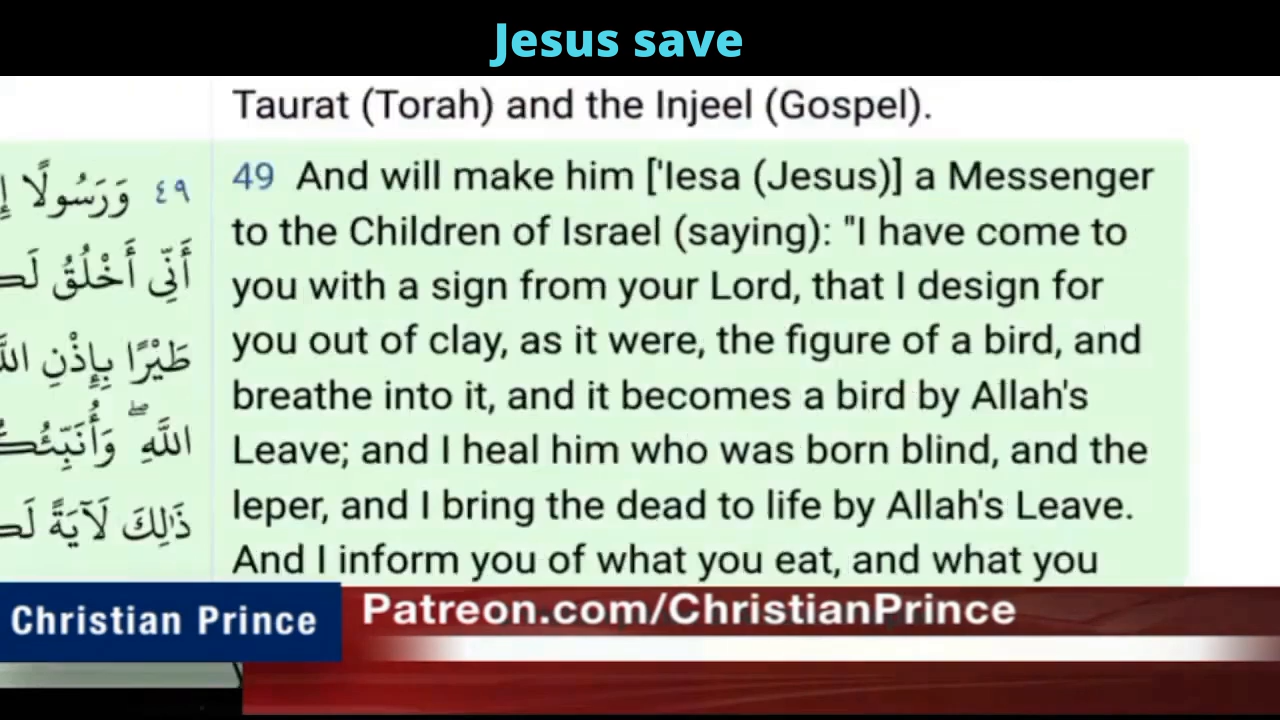 Jesus save
Taurat (Torah) and the Injeel (Gospel).
٤٩ وَرَسُولًا
49 And will make him ['Iesa (Jesus)] a Messenger
to the Children of Israel (saying): "I have come to
أَنِّي أَخْلُقُ
you with a sign from your Lord, that I design for
you out of clay, as it were, the figure of a bird, and
طَيْرًا بِإِذْنِ
breathe into it, and it becomes a bird by Allah's
اللَّهِ ۖ
Leave; and I heal him who was born blind, and the
leper, and I bring the dead to life by Allah's Leave.
ذَٰلِكَ لَآيَةً
And I inform you of what you eat, and what you
Christian Prince
Patreon.com/ChristianPrince